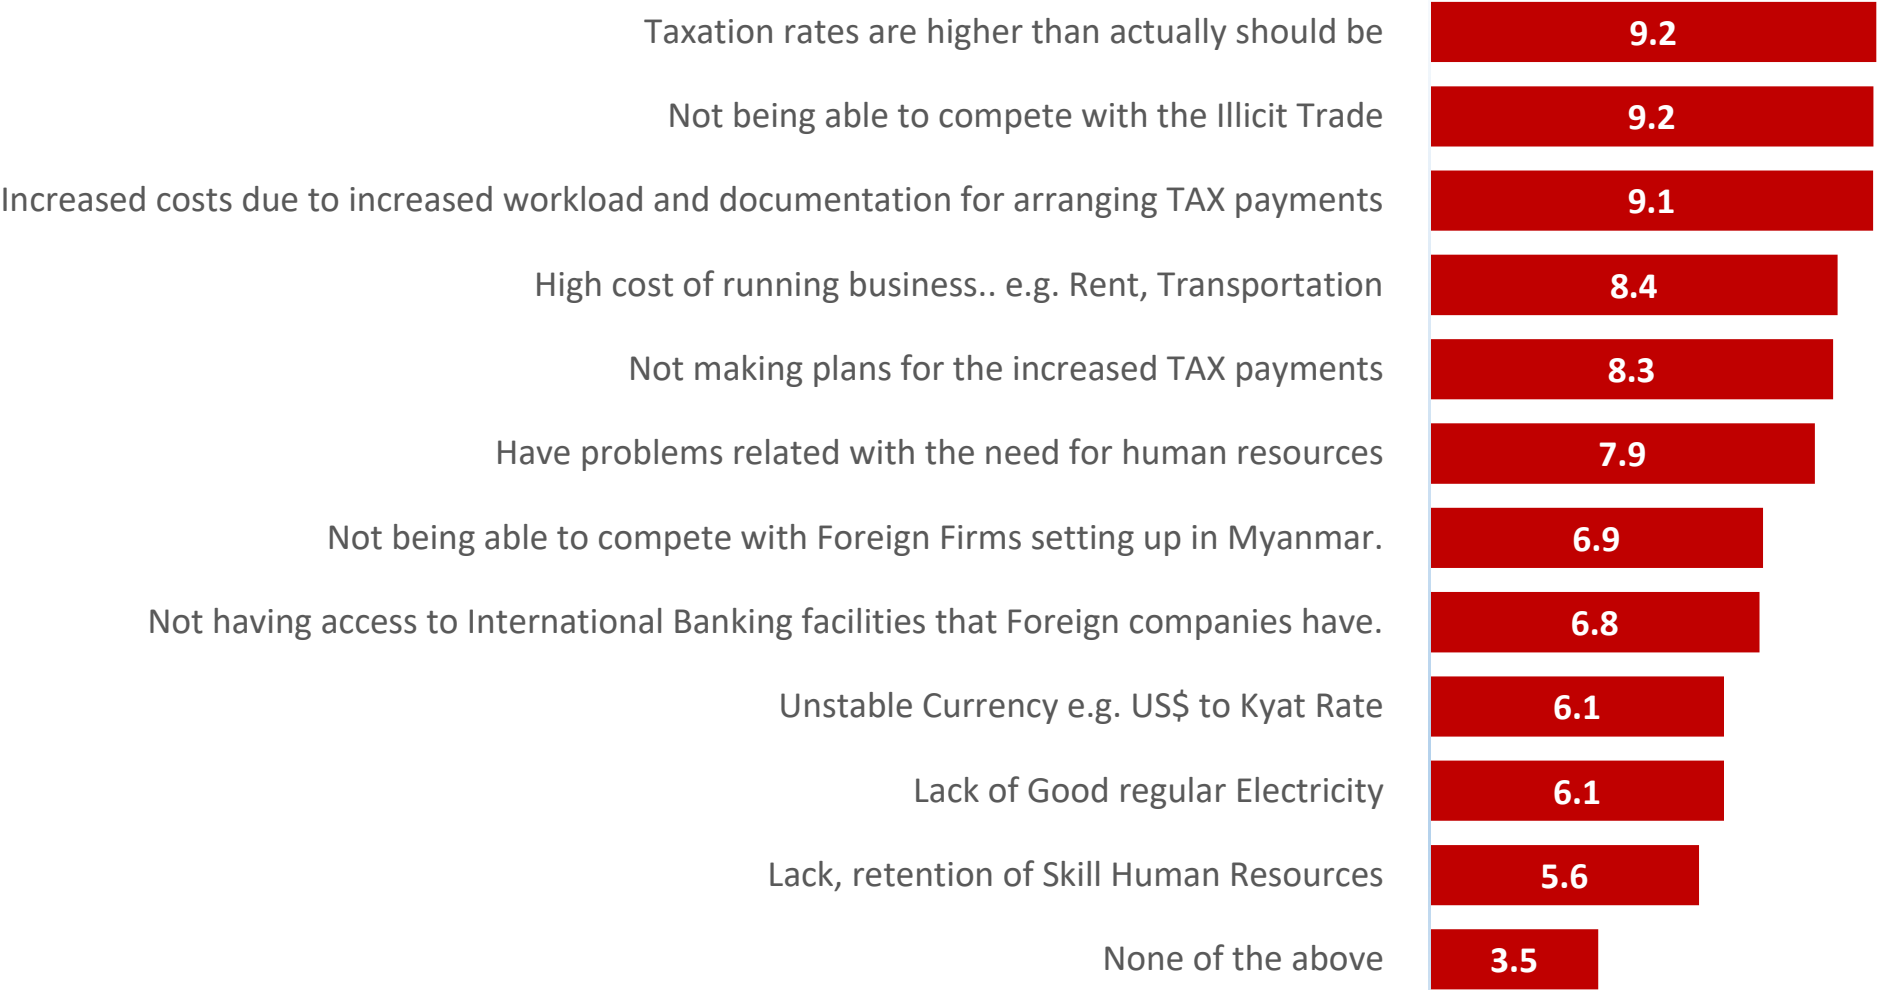 Taxation rates are higher than actually should be 9.2
Not being able to compete with the Illicit Trade 9.2
Increased costs due to increased workload and documentation for arranging TAX payments 9.1
High cost of running business.. e.g. Rent, Transportation 8.4
Not making plans for the increased TAX payments 8.3
Have problems related with the need for human resources 7.9
Not being able to compete with Foreign Firms setting up in Myanmar. 6.9
Not having access to International Banking facilities that Foreign companies have. 6.8
Unstable Currency e.g. US$ to Kyat Rate 6.1
Lack of Good regular Electricity 6.1
Lack, retention of Skill Human Resources 5.6
None of the above 3.5